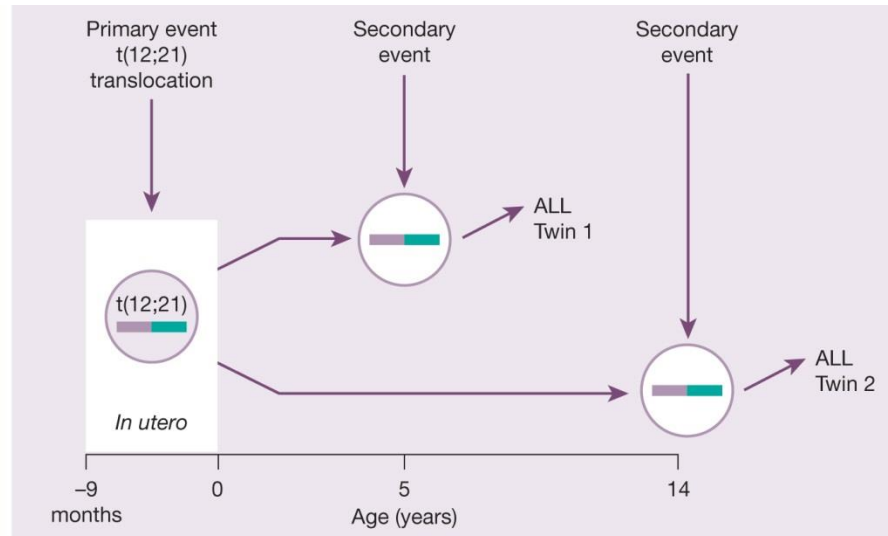 Primary event
t(12;21)
translocation
Secondary
event
Secondary
event
ALL
Twin 1
t(12;21)
ALL
Twin 2
In utero
–9
0
5
14
months
Age (years)